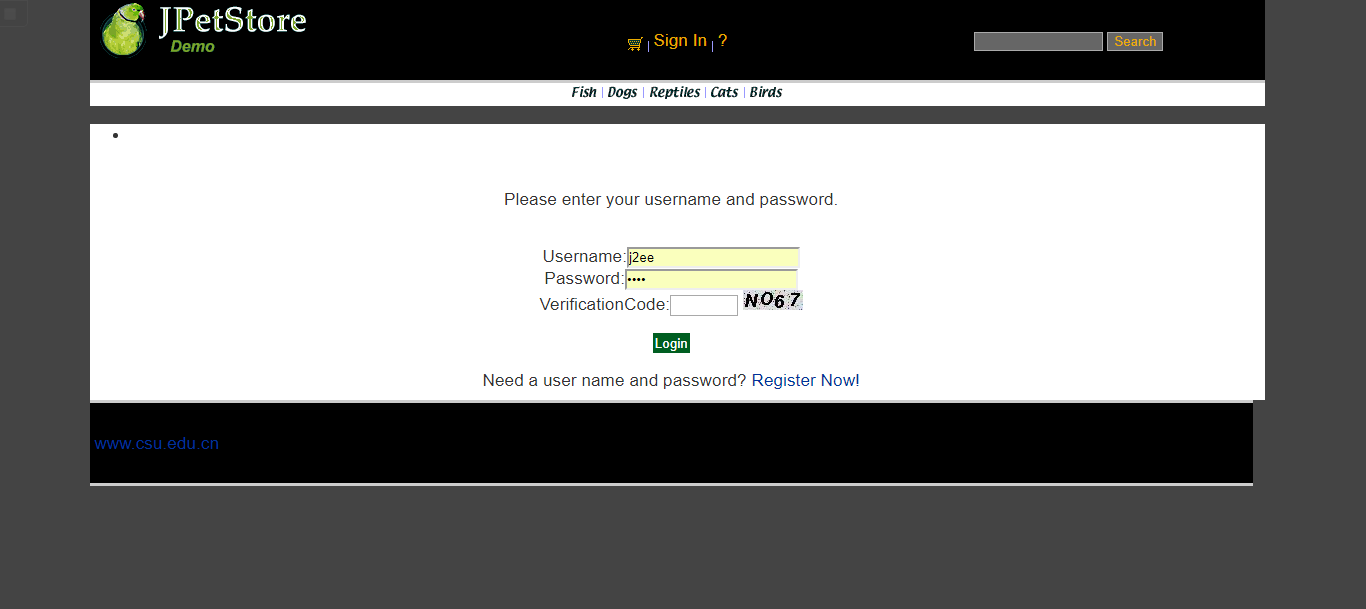 JPetStore
Demo
Sign In ?
Search
Fish Dogs Reptiles Cats Birds
Please enter your username and password.
Username: j2ee
Password: ••••
VerificationCode: NO67
Login
Need a user name and password? Register Now!
www.csu.edu.cn